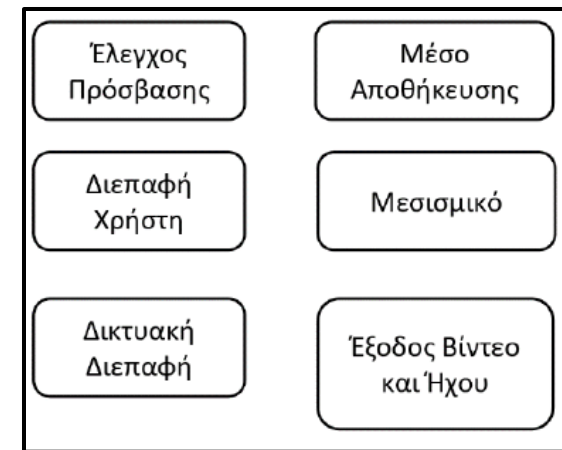 Έλεγχος
Πρόσβασης
Μέσο
Αποθήκευσης
Διεπαφή
Χρήστη
Μεσισμικό
Δικτυακή
Διεπαφή
Έξοδος Βίντεο
και Ήχου